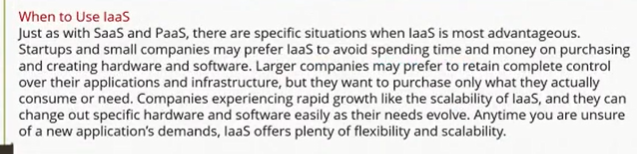 When to Use IaaS
Just as with SaaS and PaaS, there are specific situations when IaaS is most advantageous.
Startups and small companies may prefer IaaS to avoid spending time and money on purchasing
and creating hardware and software. Larger companies may prefer to retain complete control
over their applications and infrastructure, but they want to purchase only what they actually
consume or need. Companies experiencing rapid growth like the scalability of IaaS, and they can
change out specific hardware and software easily as their needs evolve. Anytime you are unsure
of a new application's demands, IaaS offers plenty of flexibility and scalability.